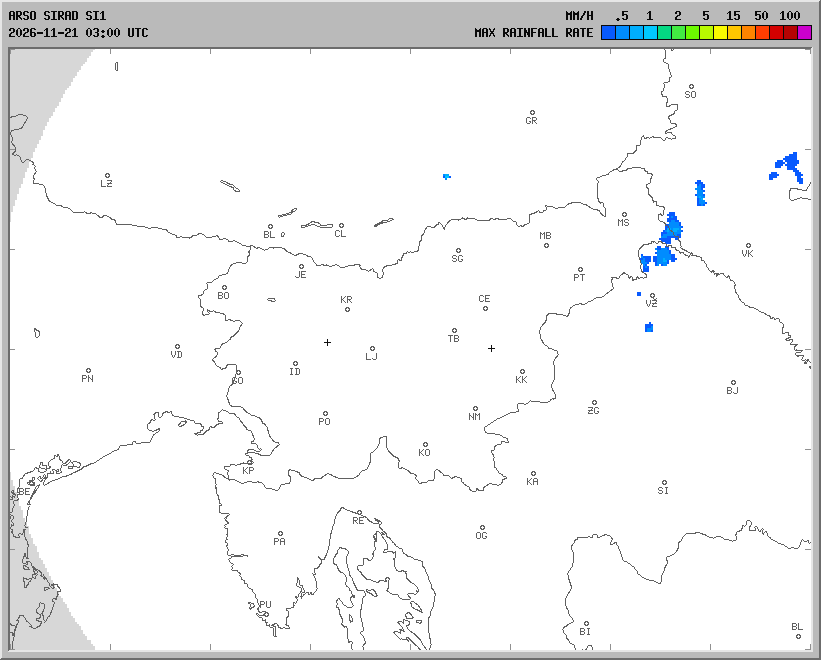 ARSO SIRAD SI1
2026-11-21 03:00 UTC
MM/H .5 1 2 5 15 50 100
MAX RAINFALL RATE
SO
GR
LZ
MS
BL
CL
MB
SG
VK
JE
PT
BO
KR
CE
VŽ
TB
VD
LJ
ID
PN
GO
KK
BJ
NM
ZG
PO
KO
KP
KA
BE
SI
RE
OG
PA
PU
BI
BL